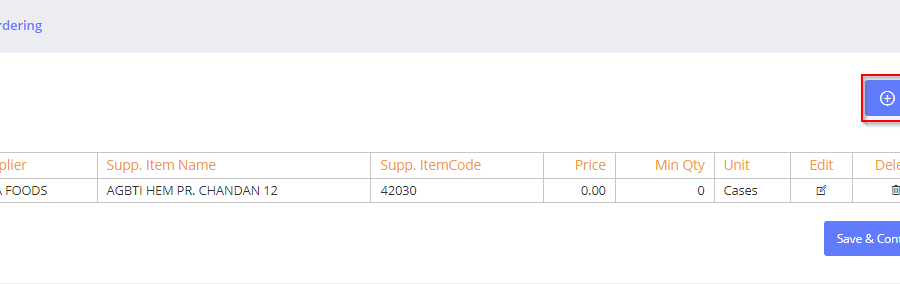 rdering
plier Supp. Item Name Supp. ItemCode Price Min Qty Unit Edit Dele
A FOODS AGBTI HEM PR. CHANDAN 12 42030 0.00 0 Cases
Save & Cont